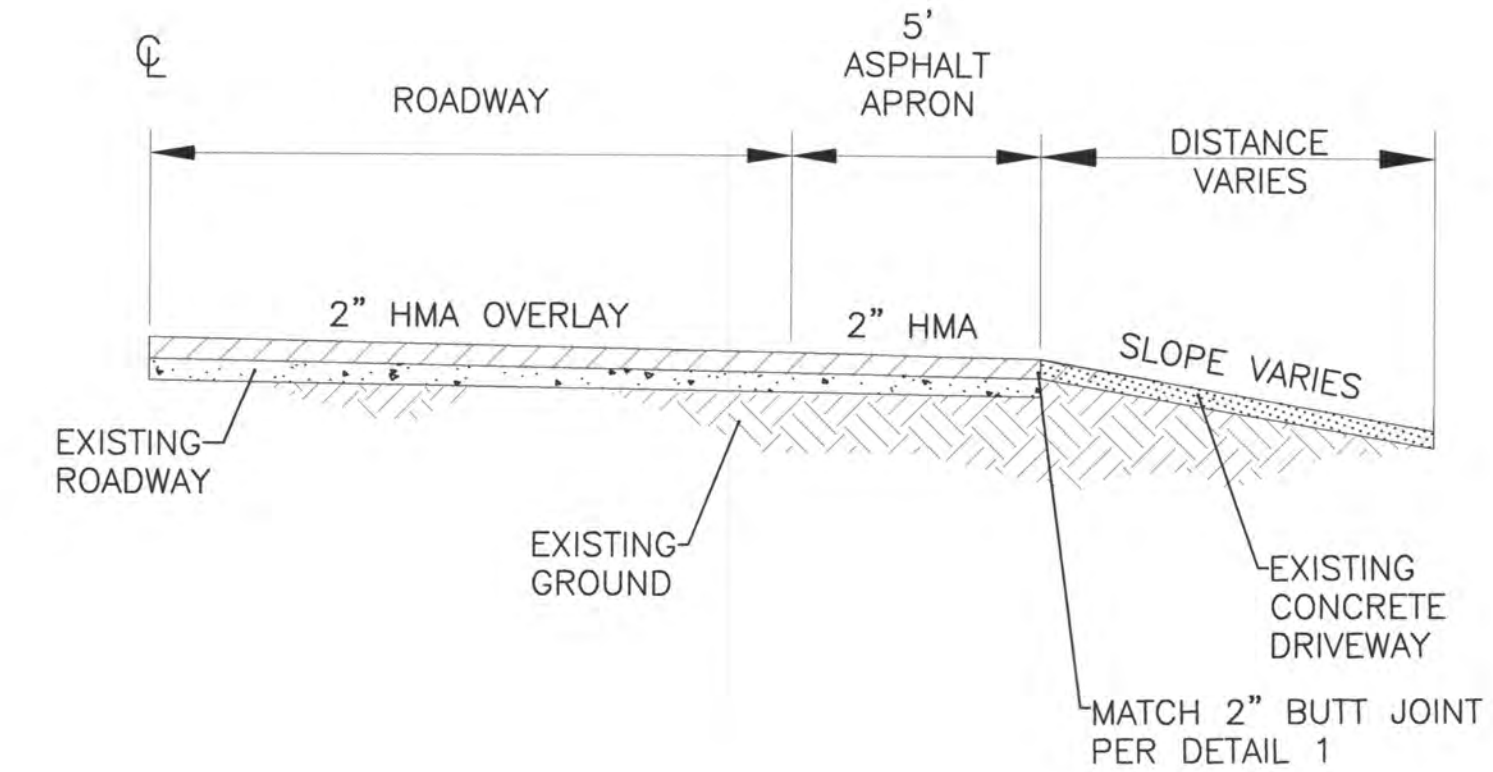 ℄
ROADWAY
5'
ASPHALT
APRON
DISTANCE
VARIES
2" HMA OVERLAY
2" HMA
SLOPE VARIES
EXISTING
ROADWAY
EXISTING
GROUND
EXISTING
CONCRETE
DRIVEWAY
MATCH 2" BUTT JOINT
PER DETAIL 1